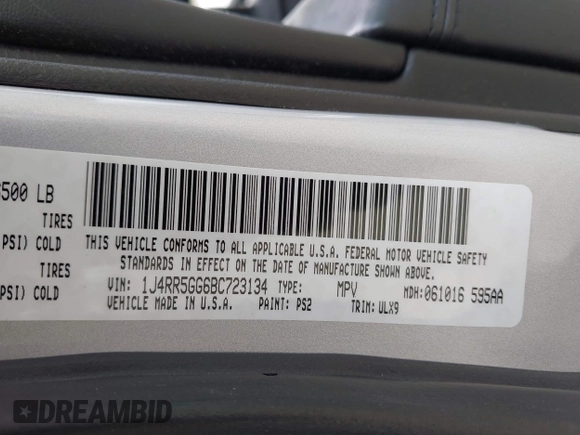 500 LB
TIRES
PSI) COLD
PSI) COLD
THIS VEHICLE CONFORMS TO ALL APPLICABLE U.S.A. FEDERAL MOTOR VEHICLE SAFETY
STANDARDS IN EFFECT ON THE DATE OF MANUFACTURE SHOWN ABOVE.
VIN: 1J4RR5GG6BC723134 TYPE: MPV MDH:061016 595AA
VEHICLE MADE IN U.S.A. PAINT: PS2 TRIM: ULX9
TIRES
PSI) COLD
DREAMBID